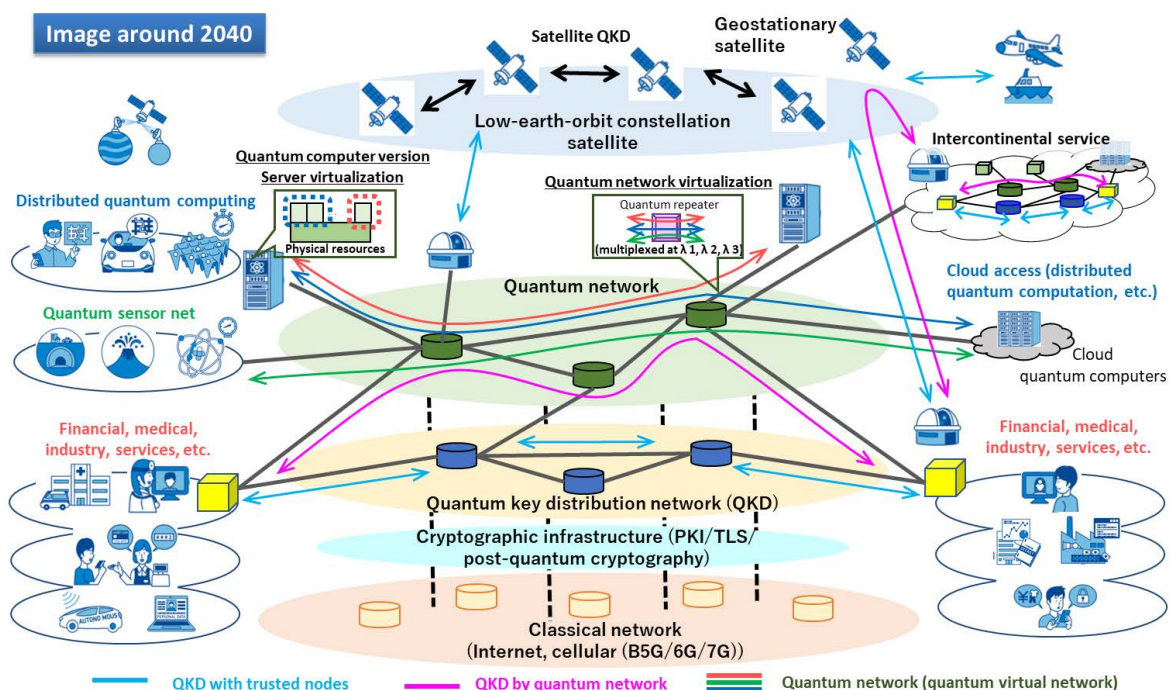 Image around 2040
Satellite QKD
Geostationary
satellite
Low-earth-orbit constellation
satellite
Intercontinental service
Quantum computer version
Server virtualization
Physical resources
Quantum network virtualization
Quantum repeater
(multiplexed at λ 1, λ 2, λ 3)
Distributed quantum computing
Quantum network
Cloud access (distributed
quantum computation, etc.)
Quantum sensor net
Cloud
quantum computers
Financial, medical,
industry, services, etc.
Financial, medical,
industry, services, etc.
Quantum key distribution network (QKD)
Cryptographic infrastructure (PKI/TLS/
post-quantum cryptography)
AUTONO MOUS
PERSONAL DATA
Classical network
(Internet, cellular (B5G/6G/7G))
QKD with trusted nodes
QKD by quantum network
Quantum network (quantum virtual network)